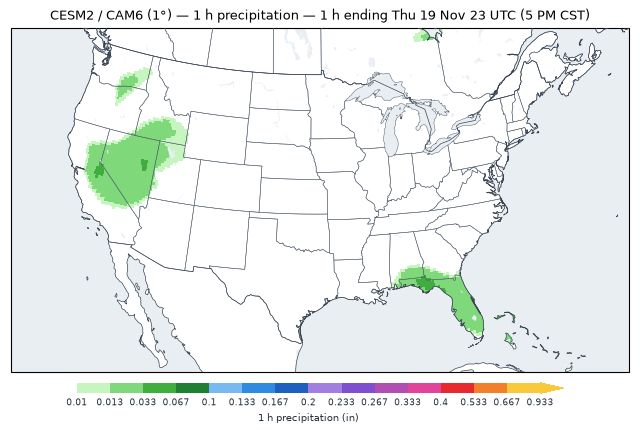 CESM2 / CAM6 (1°) — 1 h precipitation — 1 h ending Thu 19 Nov 23 UTC (5 PM CST)
0.01 0.013 0.033 0.067 0.1 0.133 0.167 0.2 0.233 0.267 0.333 0.4 0.533 0.667 0.933
1 h precipitation (in)